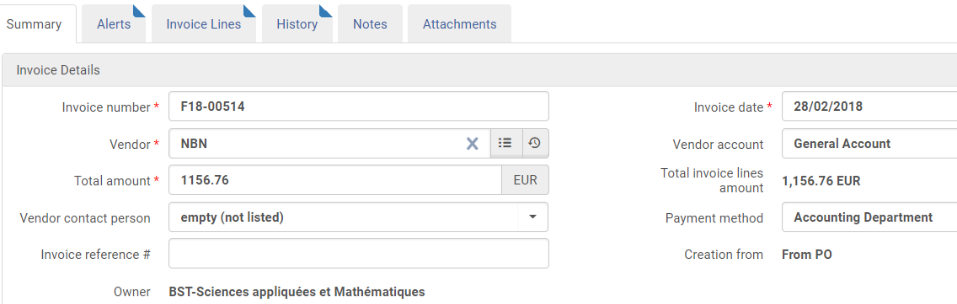 Summary Alerts Invoice Lines History Notes Attachments
Invoice Details
Invoice number * F18-00514 Invoice date * 28/02/2018
Vendor * NBN Vendor account General Account
Total amount * 1156.76 EUR Total invoice lines amount 1,156.76 EUR
Vendor contact person empty (not listed) Payment method Accounting Department
Invoice reference # Creation from From PO
Owner BST-Sciences appliquées et Mathématiques